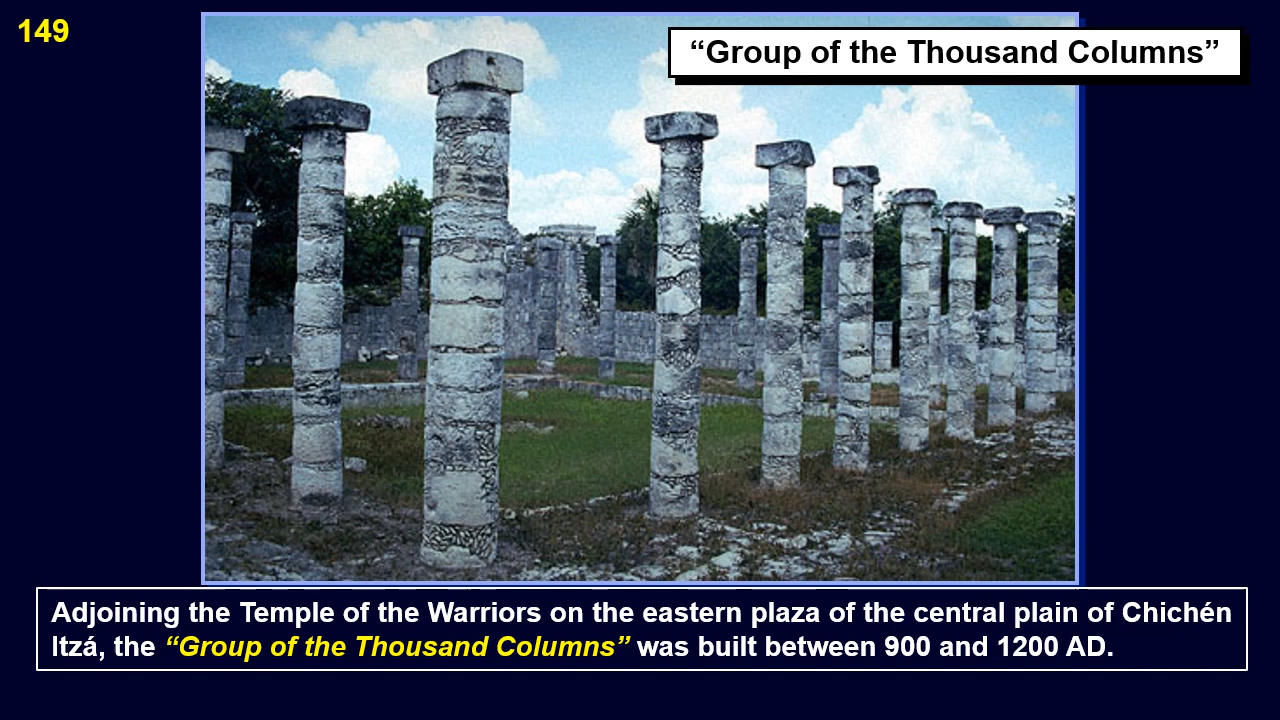 149
“Group of the Thousand Columns”
Adjoining the Temple of the Warriors on the eastern plaza of the central plain of Chichén
Itzá, the “Group of the Thousand Columns” was built between 900 and 1200 AD.